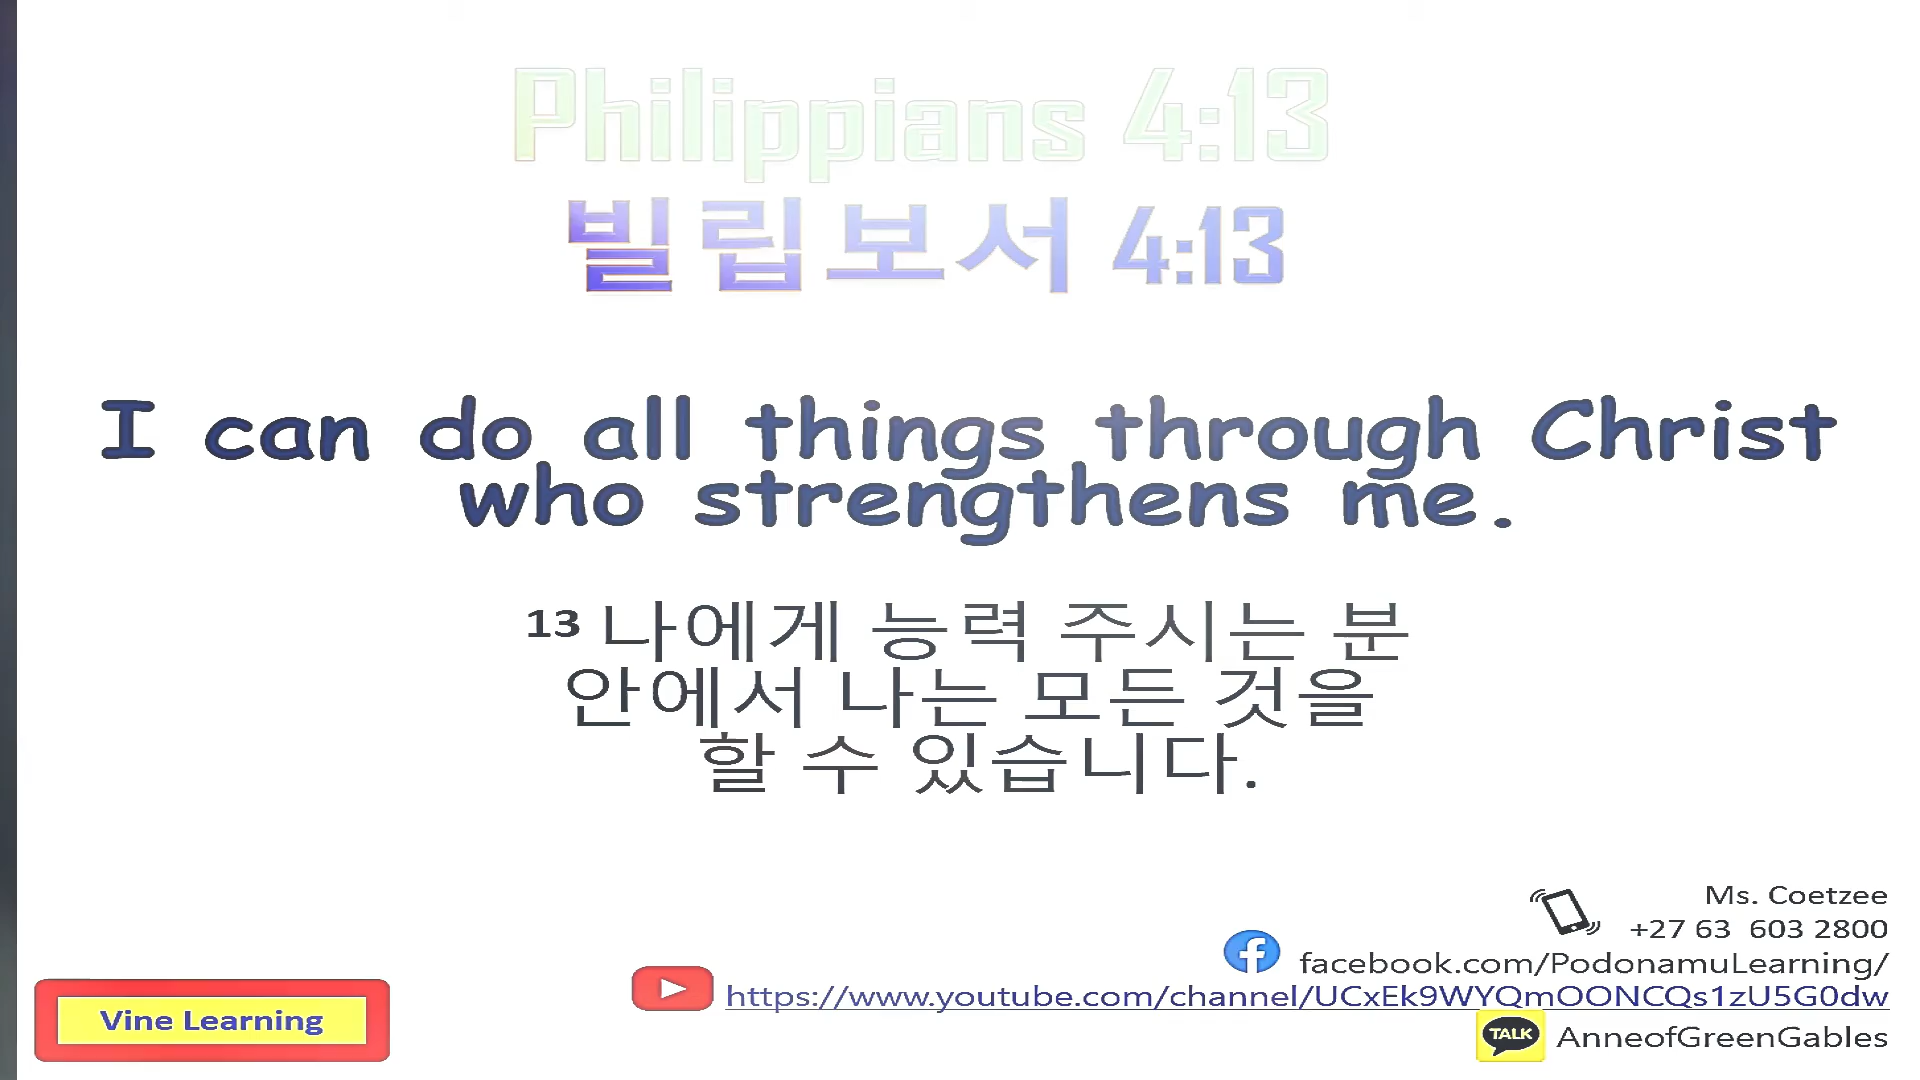 Philippians 4:13
빌립보서 4:13
I can do all things through Christ
who strengthens me.
13 나에게 능력 주시는 분
안에서 나는 모든 것을
할 수 있습니다.
Ms. Coetzee
+27 63 603 2800
facebook.com/PodonamuLearning/
https://www.youtube.com/channel/UCxEk9WYQmOONCQs1zU5G0dw
Vine Learning
TALK AnneofGreenGables